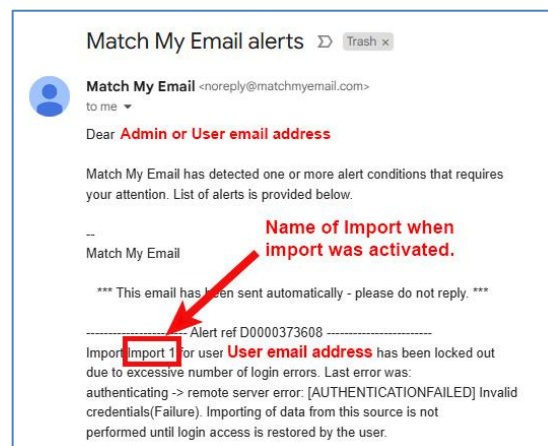 Match My Email alerts Trash x
Match My Email <noreply@matchmyemail.com>
to me
Dear Admin or User email address
Match My Email has detected one or more alert conditions that requires
your attention. List of alerts is provided below.
Name of Import when
import was activated.
--
Match My Email
*** This email has been sent automatically - please do not reply. ***
----------------------- Alert ref D0000373608 ------------------------
Import Import 1 for user User email address has been locked out
due to excessive number of login errors. Last error was:
authenticating -> remote server error: [AUTHENTICATIONFAILED] Invalid
credentials(Failure). Importing of data from this source is not
performed until login access is restored by the user.